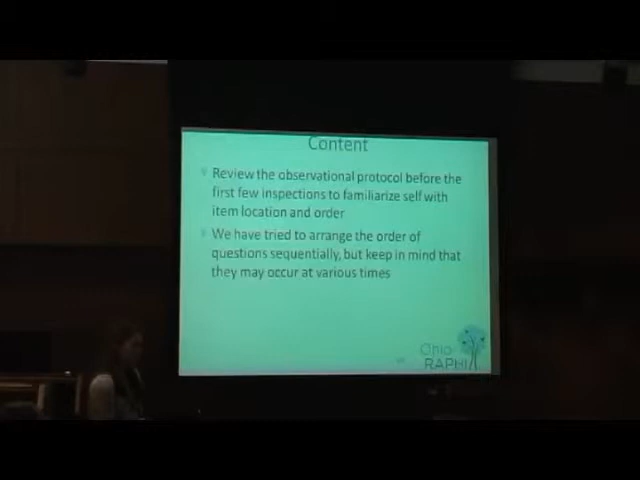 Content
Review the observational protocol before the
first few inspections to familiarize self with
item location and order
We have tried to arrange the order of
questions sequentially, but keep in mind that
they may occur at various times
Ohio
RAPHI